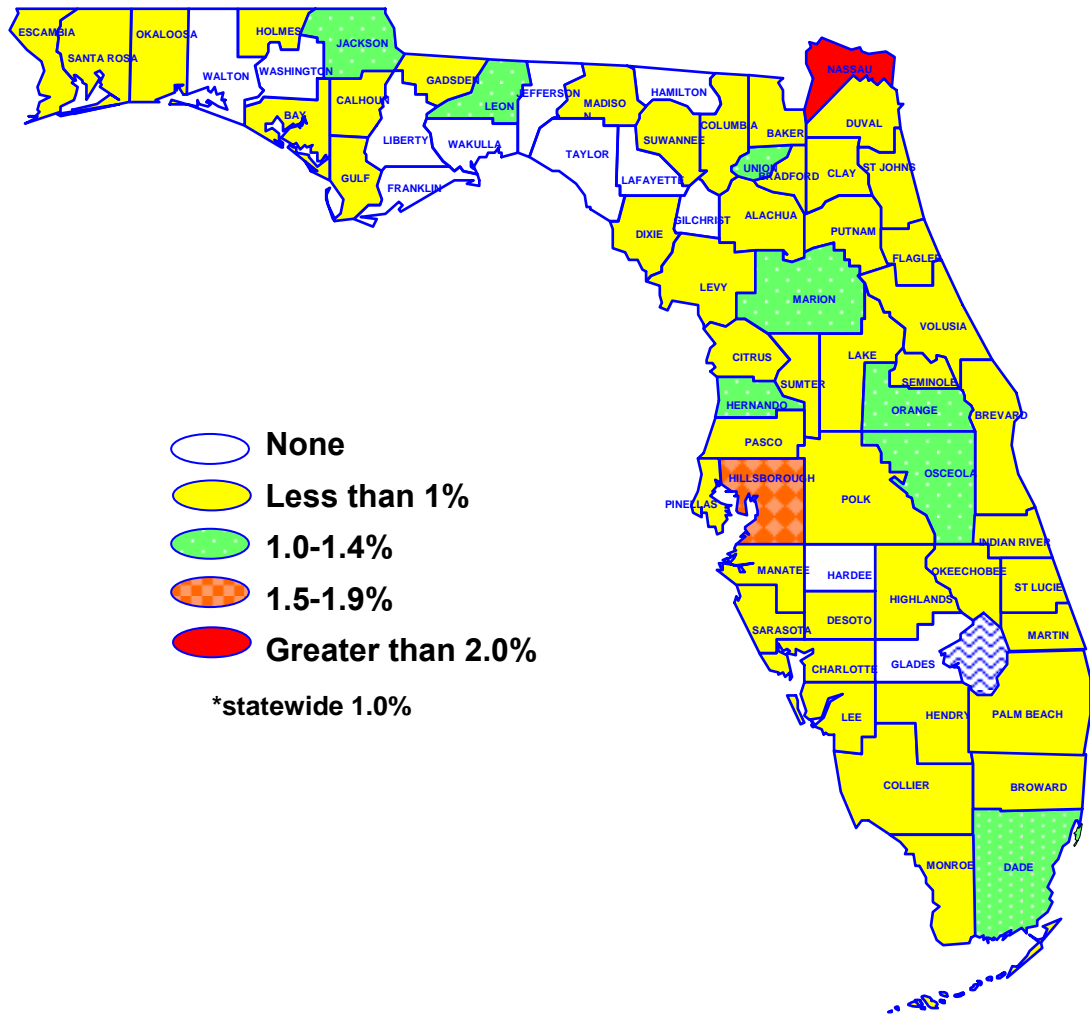 ESCAMBIA
SANTA ROSA
OKALOOSA
WALTON
HOLMES
WASHINGTON
JACKSON
BAY
CALHOUN
GULF
GADSDEN
LIBERTY
FRANKLIN
LEON
WAKULLA
JEFFERSON
MADISO
N
TAYLOR
HAMILTON
SUWANNEE
LAFAYETTE
DIXIE
COLUMBIA
GILCHRIST
BAKER
UNION
BRADFORD
ALACHUA
NASSAU
DUVAL
CLAY
ST JOHNS
PUTNAM
FLAGLER
LEVY
MARION
VOLUSIA
CITRUS
SUMTER
LAKE
SEMINOLE
HERNANDO
ORANGE
BREVARD
PASCO
OSCEOLA
HILLSBOROUGH
PINELLAS
POLK
INDIAN RIVER
MANATEE
HARDEE
OKEECHOBEE
HIGHLANDS
ST LUCIE
SARASOTA
DESOTO
MARTIN
CHARLOTTE
GLADES
LEE
HENDRY
PALM BEACH
COLLIER
BROWARD
MONROE
DADE
None
Less than 1%
1.0-1.4%
1.5-1.9%
Greater than 2.0%
*statewide 1.0%